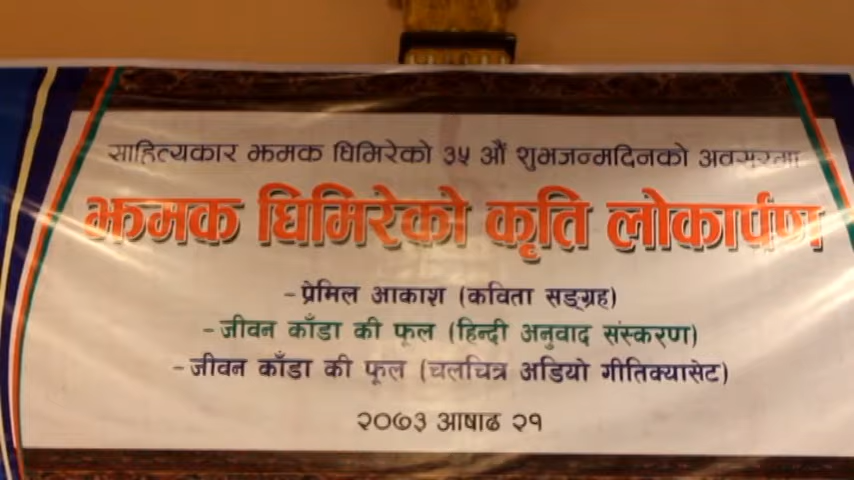 साहित्यकार झमक घिमिरेको ३५ औं शुभजन्मदिनको अवसरमा
झमक घिमिरेको कृति लोकार्पण
- प्रेमिल आकाश (कविता सङ्ग्रह)
- जीवन काँडा की फूल (हिन्दी अनुवाद संस्करण)
- जीवन काँडा की फूल (चलचित्र अडियो गीतिक्यासेट)
२०७३ आषाढ २१